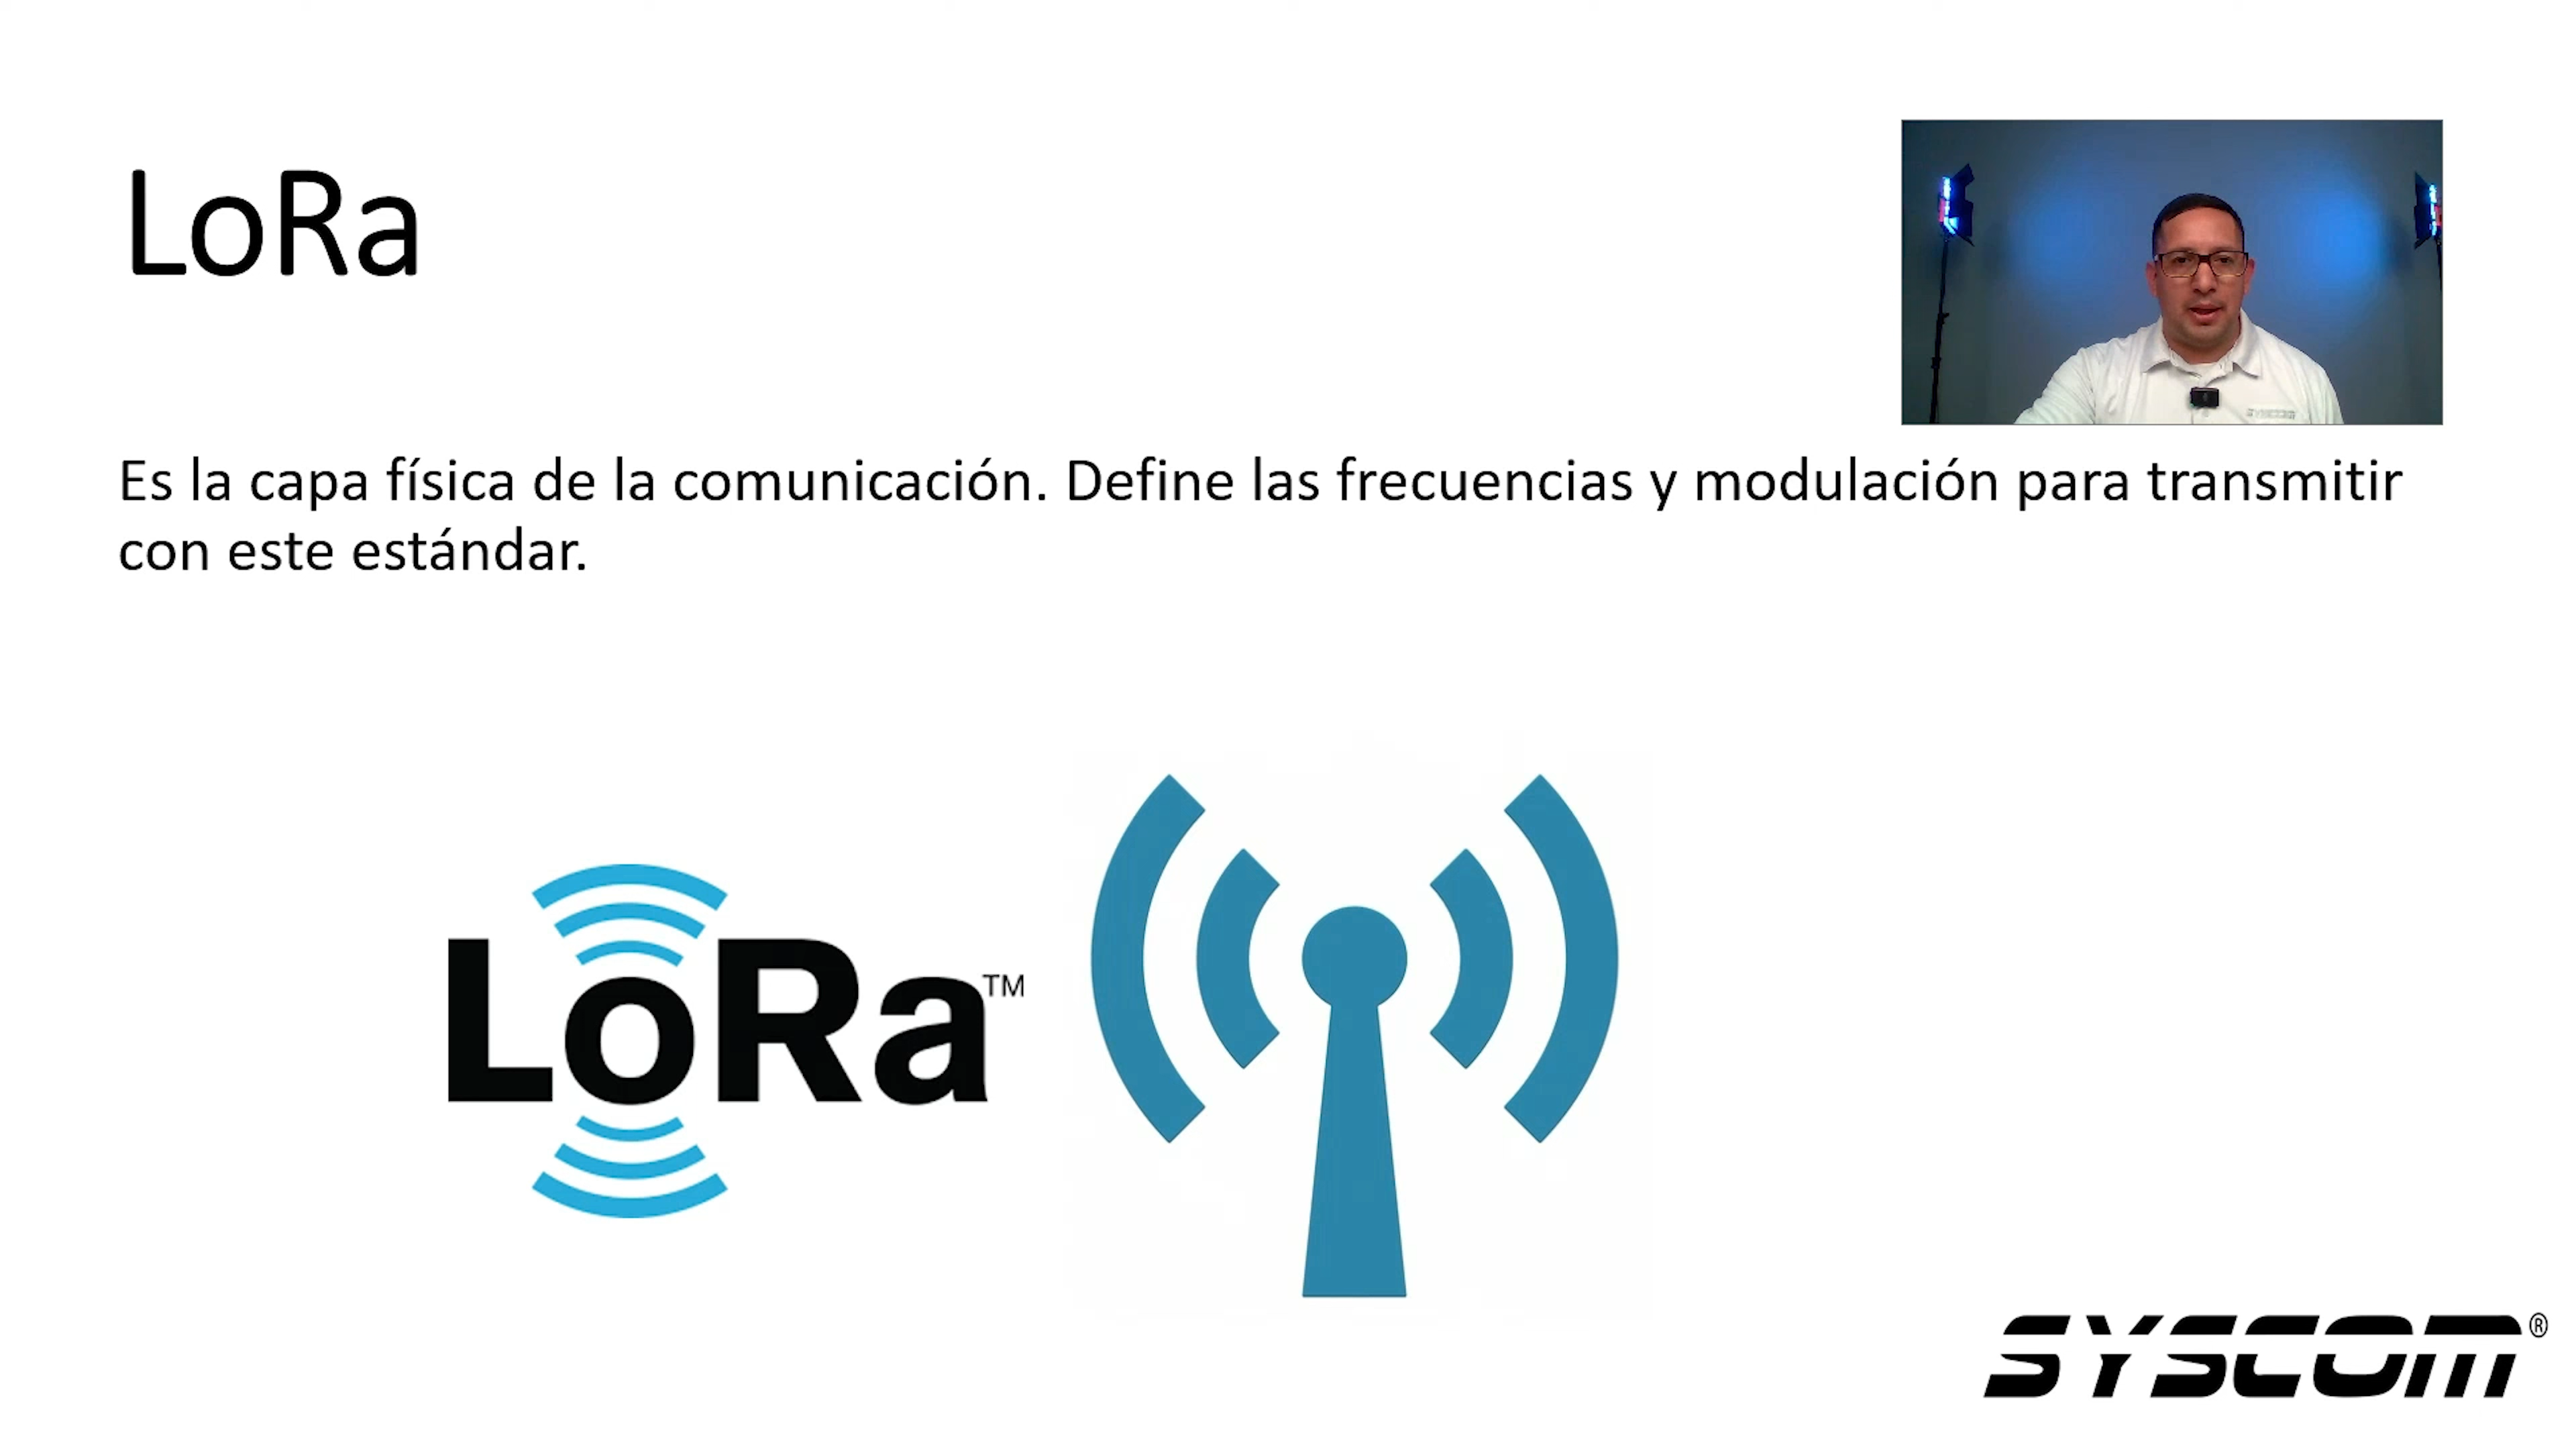 LoRa
Es la capa física de la comunicación. Define las frecuencias y modulación para transmitir
con este estándar.
LoRa™
SYSCOM®